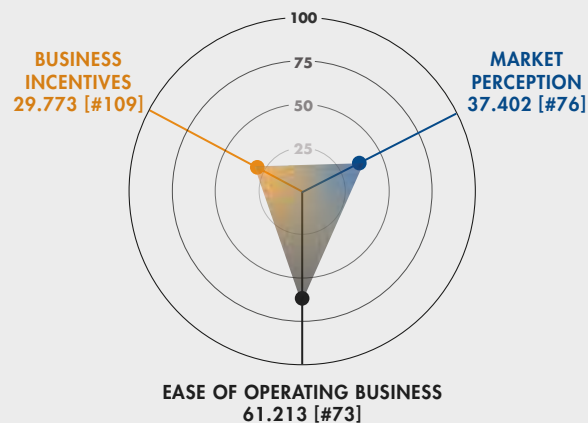 100
75
50
25
BUSINESS
INCENTIVES
29.773 [#109]
MARKET
PERCEPTION
37.402 [#76]
EASE OF OPERATING BUSINESS
61.213 [#73]